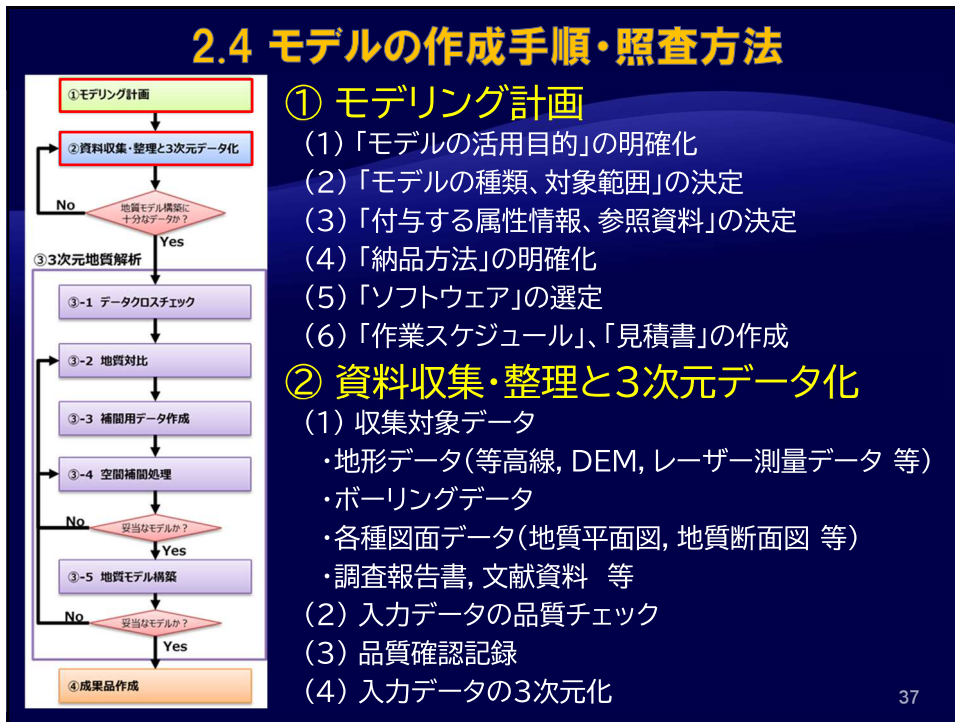 2.4 モデルの作成手順・照査方法
①モデリング計画
②資料収集・整理と3次元データ化
No
地質モデル構築に
十分なデータか？
Yes
③3次元地質解析
③-1 データクロスチェック
③-2 地質対比
③-3 補間用データ作成
③-4 空間補間処理
No
妥当なモデルか？
Yes
③-5 地質モデル構築
No
妥当なモデルか？
Yes
④成果品作成
① モデリング計画
（1）「モデルの活用目的」の明確化
（2）「モデルの種類、対象範囲」の決定
（3）「付与する属性情報、参照資料」の決定
（4）「納品方法」の明確化
（5）「ソフトウェア」の選定
（6）「作業スケジュール」、「見積書」の作成
② 資料収集・整理と3次元データ化
（1）収集対象データ
・地形データ（等高線，DEM，レーザー測量データ 等）
・ボーリングデータ
・各種図面データ（地質平面図，地質断面図 等）
・調査報告書，文献資料 等
（2）入力データの品質チェック
（3）品質確認記録
（4）入力データの3次元化
37